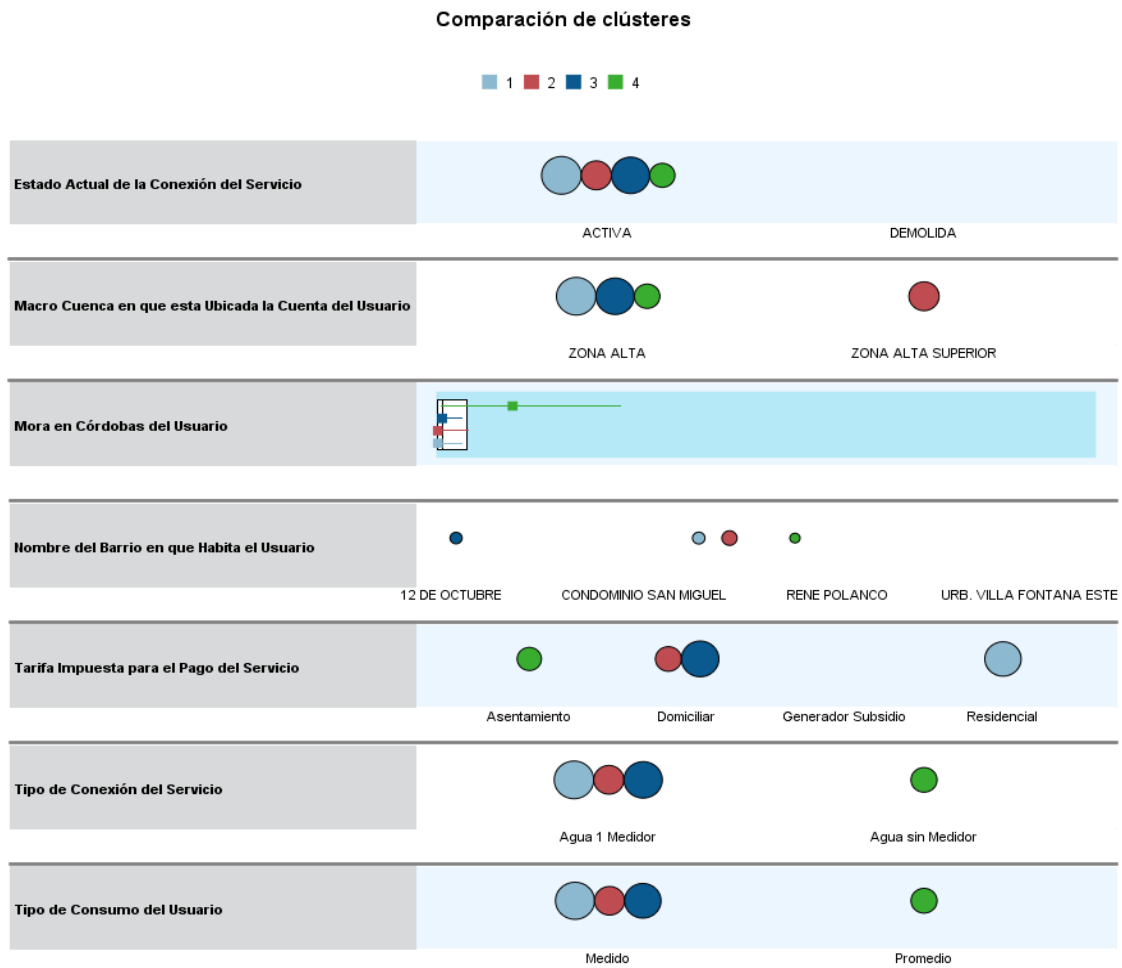 Comparación de clústeres
1 2 3 4
Estado Actual de la Conexión del Servicio
ACTIVA DEMOLIDA
Macro Cuenca en que esta Ubicada la Cuenta del Usuario
ZONA ALTA ZONA ALTA SUPERIOR
Mora en Córdobas del Usuario
Nombre del Barrio en que Habita el Usuario
12 DE OCTUBRE CONDOMINIO SAN MIGUEL RENE POLANCO URB. VILLA FONTANA ESTE
Tarifa Impuesta para el Pago del Servicio
Asentamiento Domiciliar Generador Subsidio Residencial
Tipo de Conexión del Servicio
Agua 1 Medidor Agua sin Medidor
Tipo de Consumo del Usuario
Medido Promedio